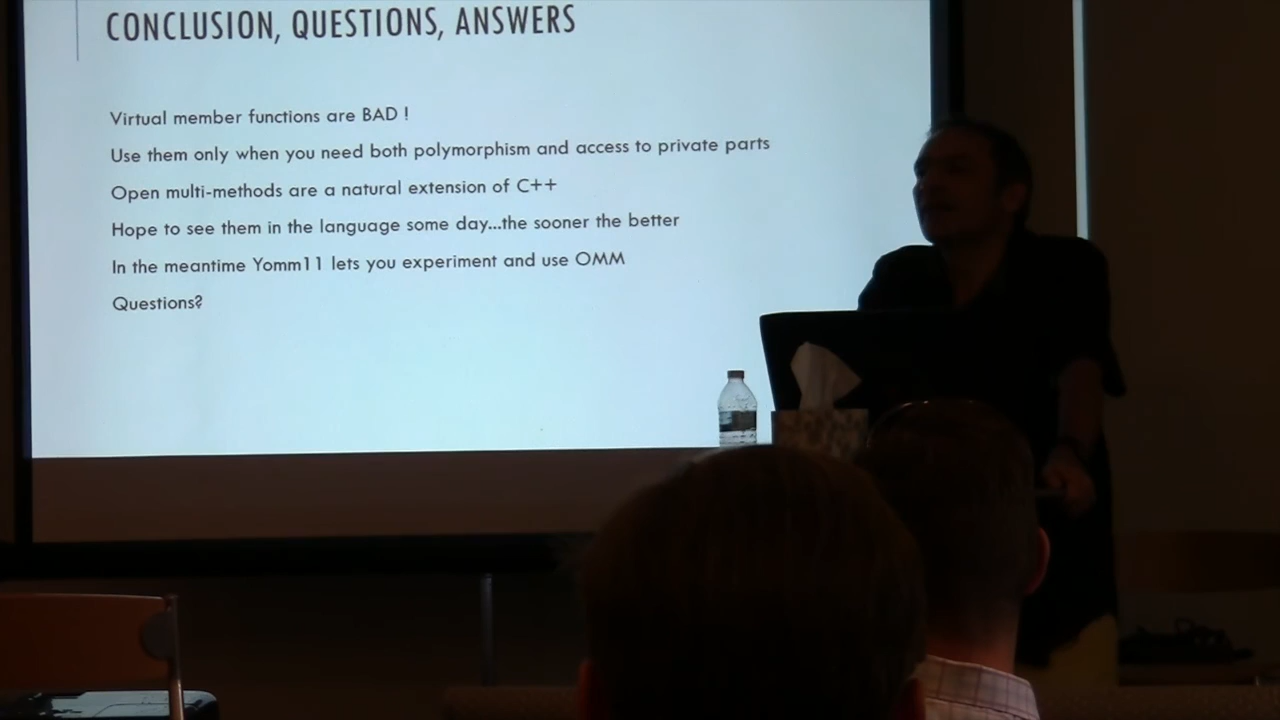 CONCLUSION, QUESTIONS, ANSWERS
Virtual member functions are BAD !
Use them only when you need both polymorphism and access to private parts
Open multi-methods are a natural extension of C++
Hope to see them in the language some day...the sooner the better
In the meantime Yomm11 lets you experiment and use OMM
Questions?